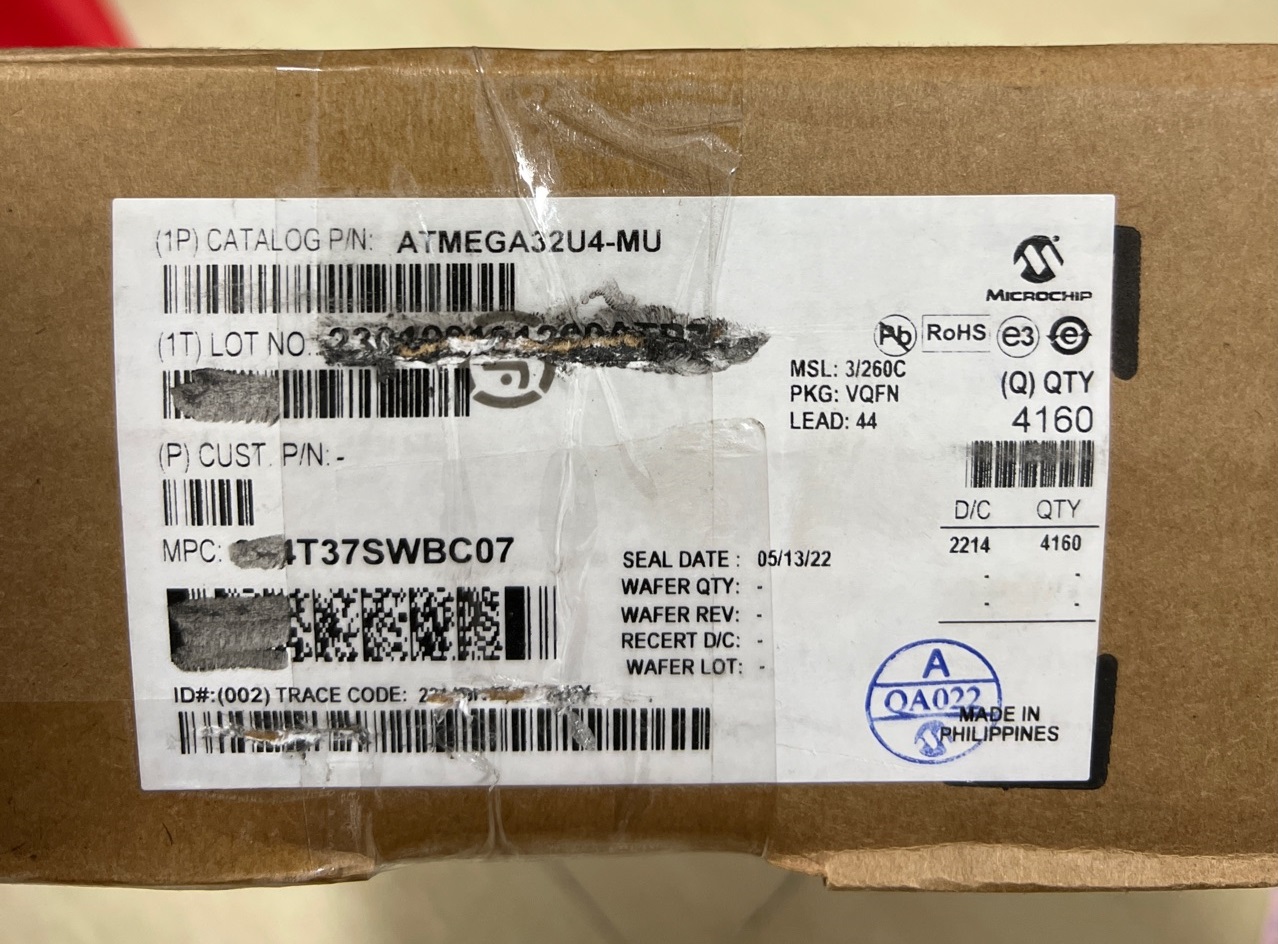 (1P) CATALOG P/N: ATMEGA32U4-MU
MICROCHIP
(1T) LOT NO.:
Pb RoHS e3 e
MSL: 3/260C
PKG: VQFN
LEAD: 44
(Q) QTY
4160
(P) CUST. P/N: -
D/C QTY
2214 4160
- -
- -
MPC: 4T37SWBC07
SEAL DATE : 05/13/22
WAFER QTY: -
WAFER REV: -
RECERT D/C: -
WAFER LOT: -
ID#:(002) TRACE CODE:
A
QA022
MADE IN
PHILIPPINES